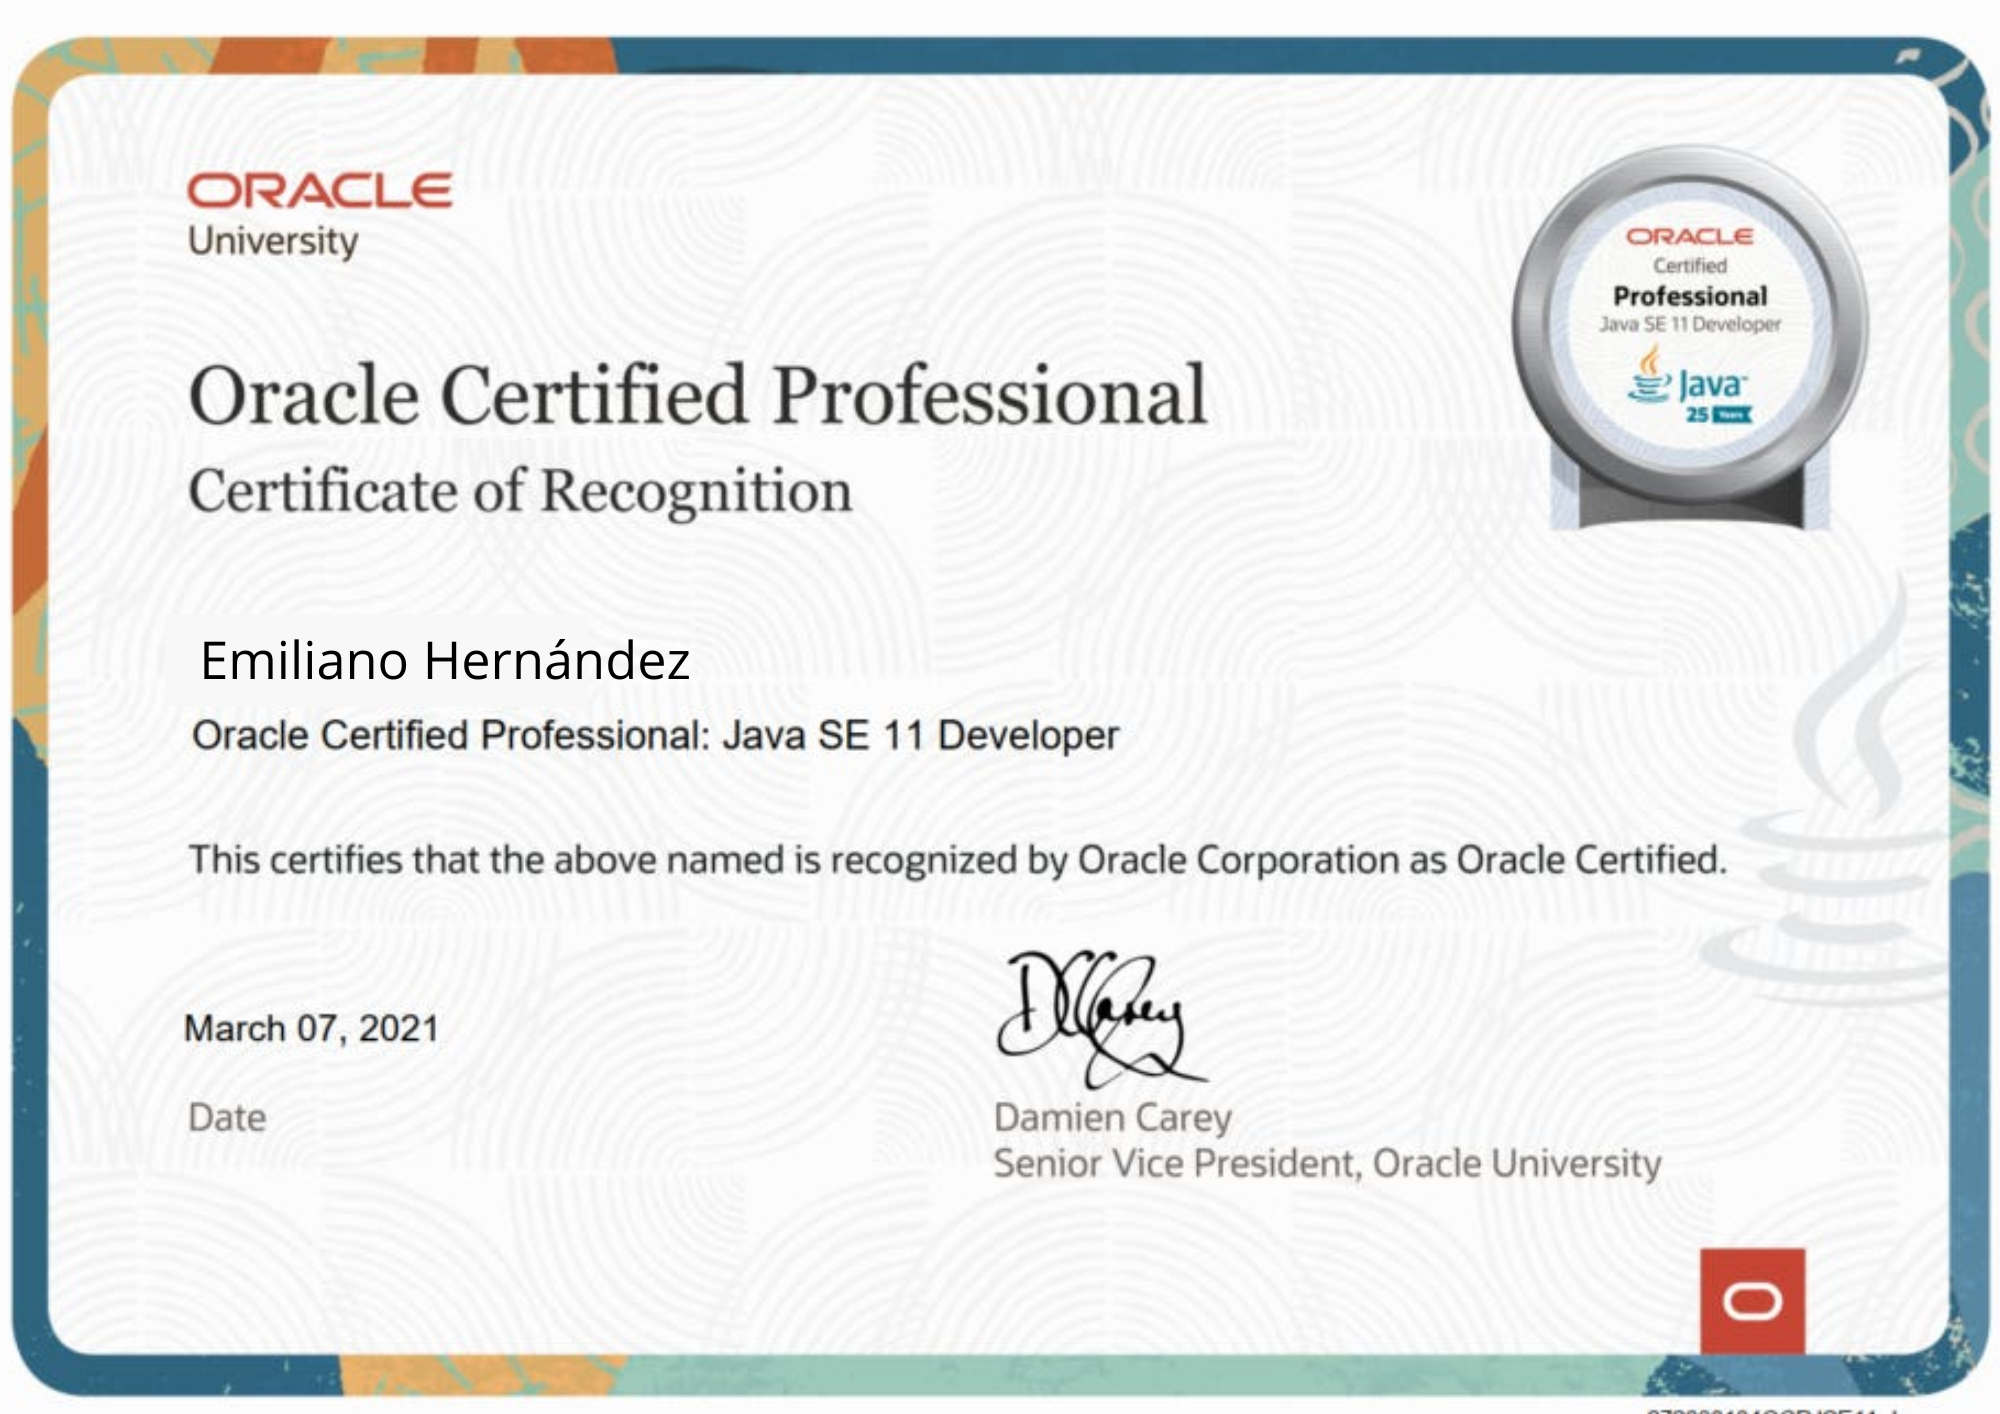 ORACLE
University
ORACLE
Certified
Professional
Java SE 11 Developer
Java
25 Years
Oracle Certified Professional
Certificate of Recognition
Emiliano Hernández
Oracle Certified Professional: Java SE 11 Developer
This certifies that the above named is recognized by Oracle Corporation as Oracle Certified.
March 07, 2021
Date
Damien Carey
Senior Vice President, Oracle University